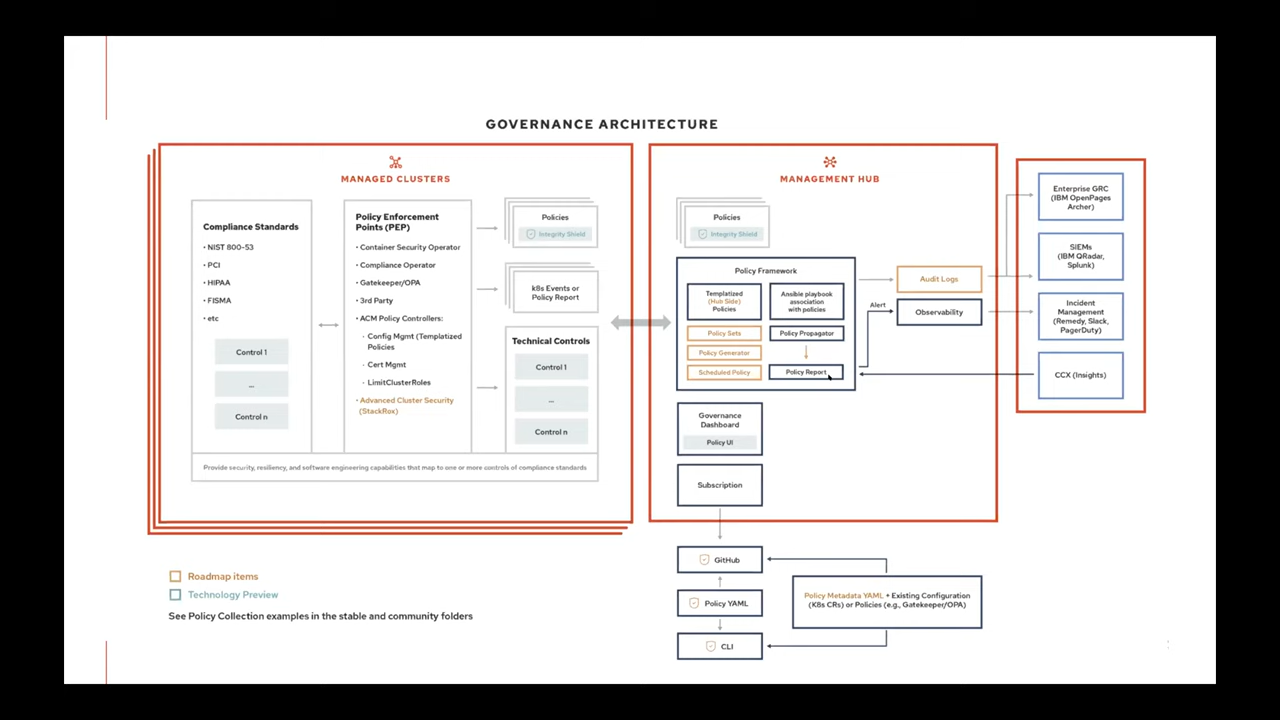 GOVERNANCE ARCHITECTURE
MANAGED CLUSTERS
Compliance Standards
• NIST 800-53
• PCI
• HIPAA
• FISMA
• etc
Control 1
...
Control n
Policy Enforcement
Points (PEP)
• Container Security Operator
• Compliance Operator
• Gatekeeper/OPA
• 3rd Party
• ACM Policy Controllers:
· Config Mgmt (Templatized
Policies
· Cert Mgmt
· LimitClusterRoles
• Advanced Cluster Security
(StackRox)
Policies
Integrity Shield
k8s Events or
Policy Report
Technical Controls
Control 1
...
Control n
Provide security, resiliency, and software engineering capabilities that map to one or more controls of compliance standards
MANAGEMENT HUB
Policies
Integrity Shield
Policy Framework
Templatized
(Hub Side)
Policies
Ansible playbook
association
with policies
Policy Sets
Policy Propagator
Policy Generator
Scheduled Policy
Policy Report
Alert
Audit Logs
Observability
Governance
Dashboard
Policy UI
Subscription
Enterprise GRC
(IBM OpenPages
Archer)
SIEMs
(IBM QRadar,
Splunk)
Incident
Management
(Remedy, Slack,
PagerDuty)
CCX (Insights)
GitHub
Policy YAML
CLI
Policy Metadata YAML + Existing Configuration
(K8s CRs) or Policies (e.g., Gatekeeper/OPA)
Roadmap items
Technology Preview
See Policy Collection examples in the stable and community folders